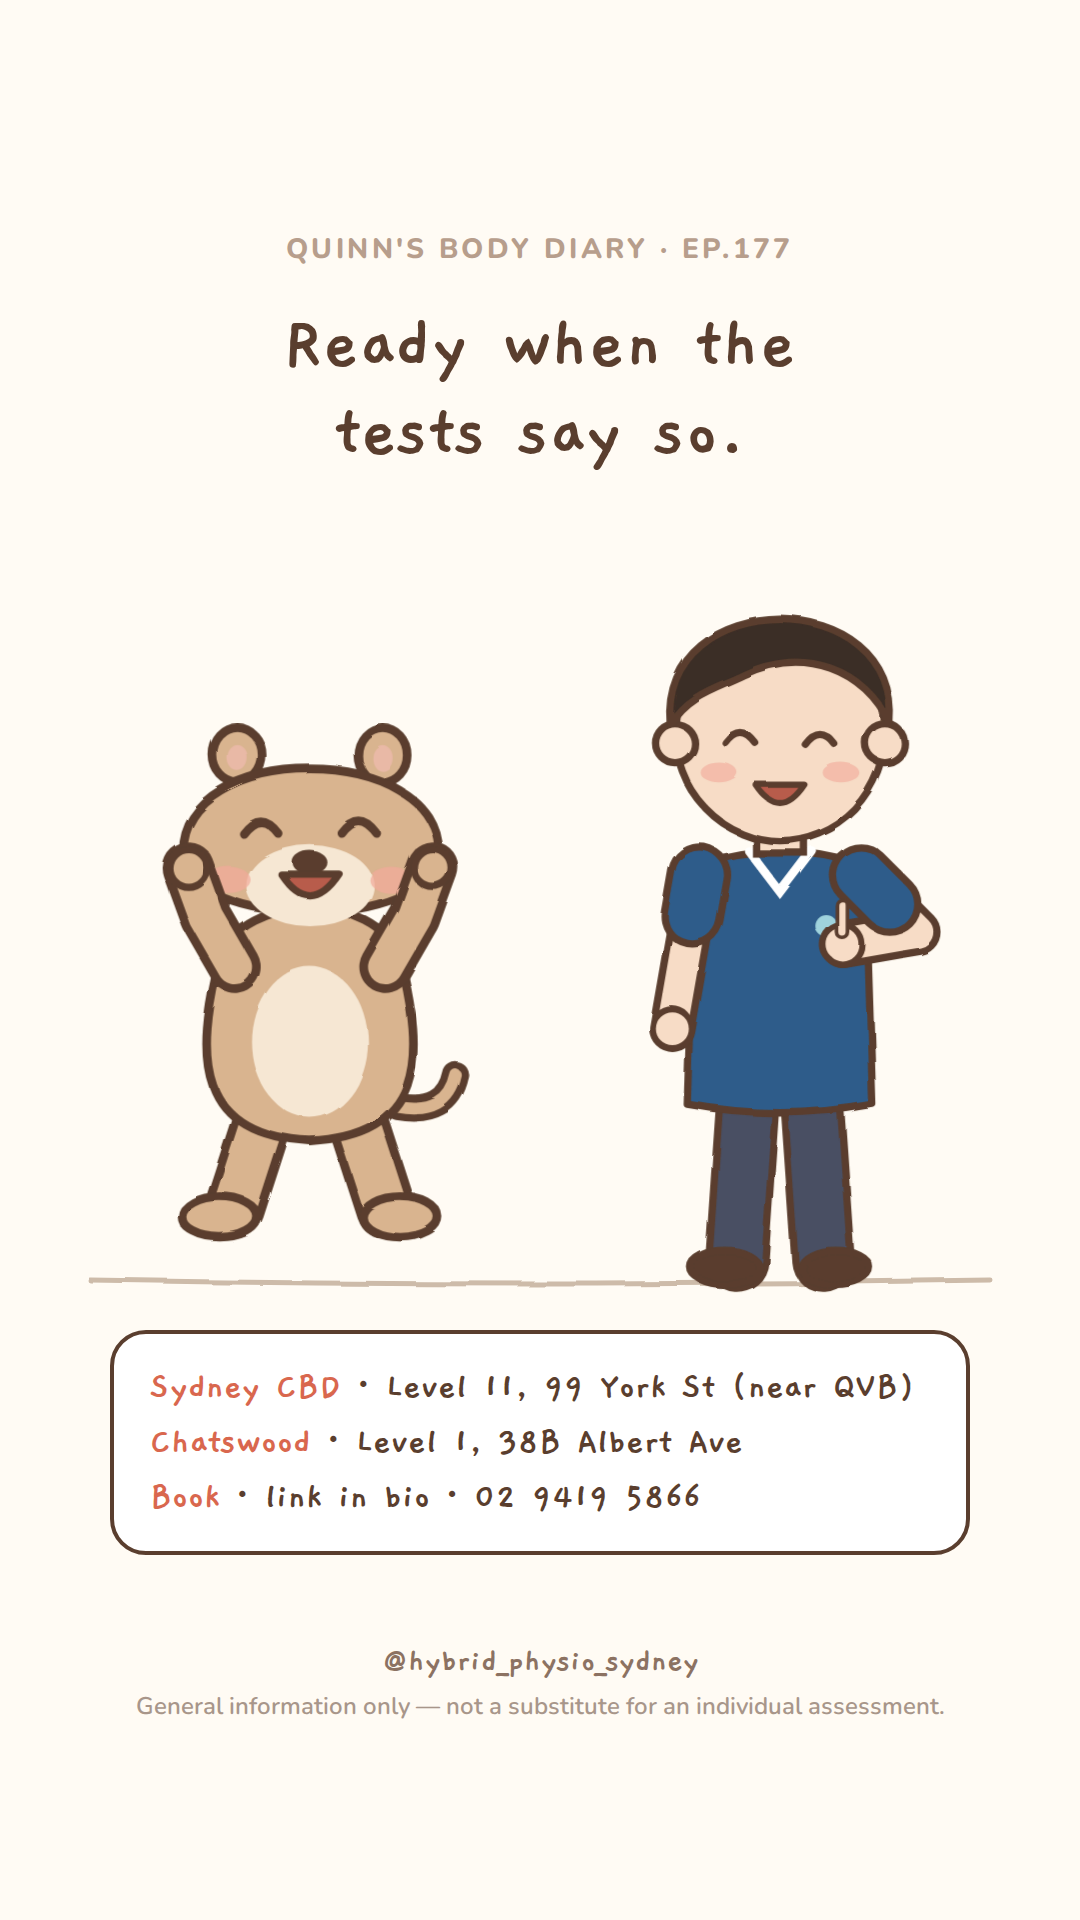 QUINN'S BODY DIARY · EP.177
Ready when the
tests say so.
Sydney CBD · Level 11, 99 York St (near QVB)
Chatswood · Level 1, 38B Albert Ave
Book · link in bio · 02 9419 5866
@hybrid_physio_sydney
General information only — not a substitute for an individual assessment.